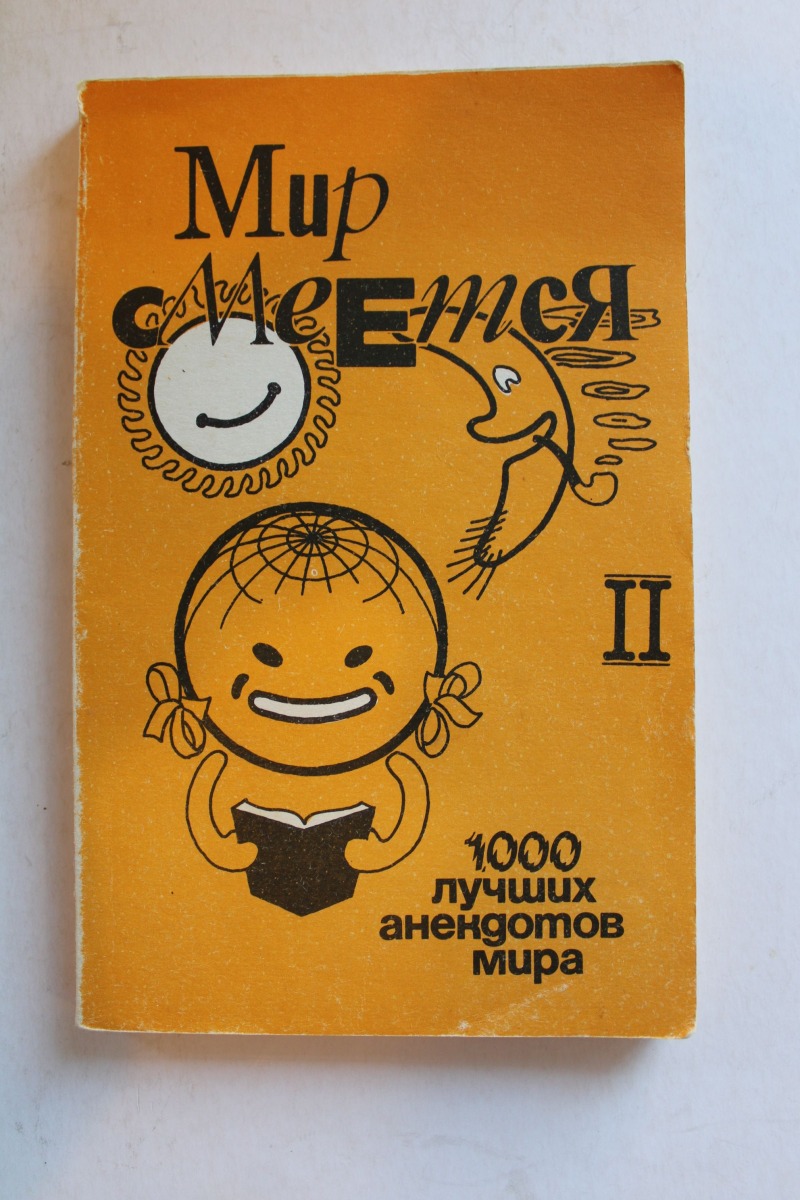 Мир
смеЕтся
II
1000
лучших
анекдотов
мира